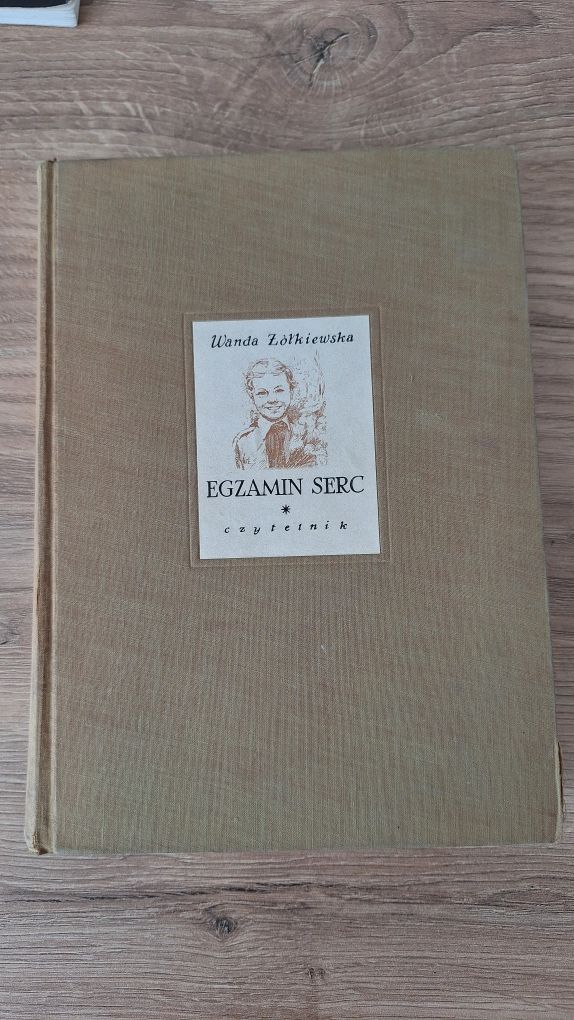 Wanda Żółkiewska
EGZAMIN SERC
czytelnik